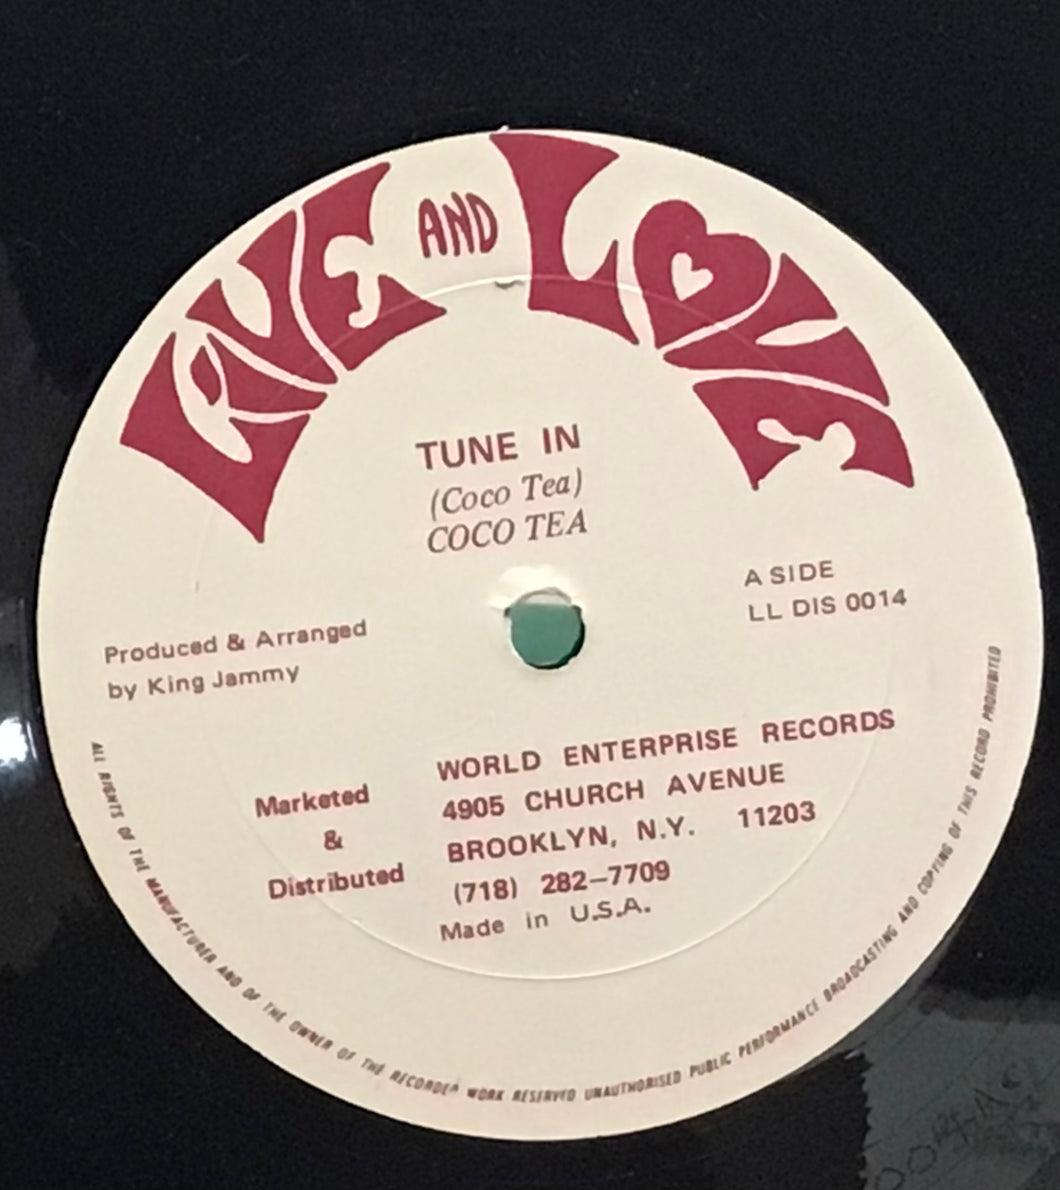 LIVE AND LOVE
TUNE IN
(Coco Tea)
COCO TEA
A SIDE
LL DIS 0014
Produced & Arranged
by King Jammy
Marketed
&
Distributed
WORLD ENTERPRISE RECORDS
4905 CHURCH AVENUE
BROOKLYN, N.Y. 11203
(718) 282–7709
Made in U.S.A.
ALL RIGHTS OF THE MANUFACTURER AND OF THE OWNER OF THE RECORDED WORK RESERVED UNAUTHORISED PUBLIC PERFORMANCE BROADCASTING AND COPYING OF THIS RECORD PROHIBITED